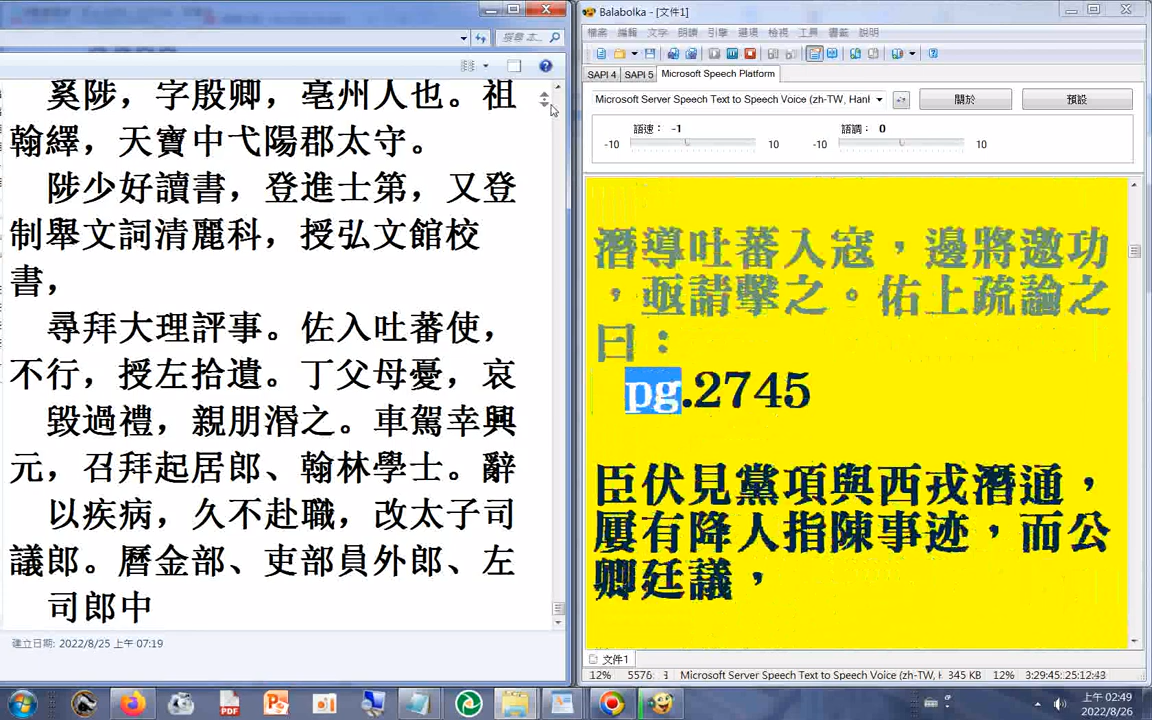 搜尋 本...
奚陟，字殷卿，亳州人也。祖
翰繹，天寶中弋陽郡太守。
陟少好讀書，登進士第，又登
制舉文詞清麗科，授弘文館校
書，
尋拜大理評事。佐入吐蕃使，
不行，授左拾遺。丁父母憂，哀
毀過禮，親朋湣之。車駕幸興
元，召拜起居郎、翰林學士。辭
以疾病，久不赴職，改太子司
議郎。曆金部、吏部員外郎、左
司郎中
建立日期: 2022/8/25 上午 07:19
Balabolka - [文件1]
檔案 編輯 文字 朗讀 引擎 選項 檢視 工具 書籤 說明
SAPI 4 SAPI 5 Microsoft Speech Platform
Microsoft Server Speech Text to Speech Voice (zh-TW, Hanl
關於
預設
語速： -1
語調： 0
-10 10 -10 10
潛導吐蕃入寇，邊將邀功
，亟請擊之。佑上疏論之
曰：
pg.2745
臣伏見黨項與西戎潛通，
屢有降人指陳事迹，而公
卿廷議，
文件1
12% 5576: 3 Microsoft Speech Platform Microsoft Server Speech Text to Speech Voice (zh-TW, H 345 KB 12% 3:29:45:25:12:43
上午 02:49
2022/8/26